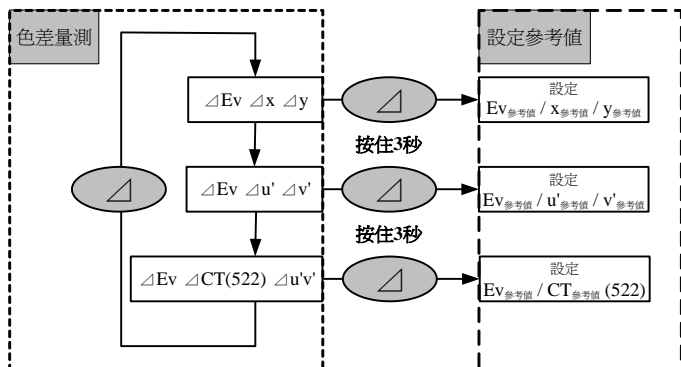 色差量測
設定參考值
⊿Ev ⊿x ⊿y
⊿
設定
Ev參考值 / x參考值 / y參考值
按住3秒
⊿
⊿Ev ⊿u' ⊿v'
⊿
設定
Ev參考值 / u'參考值 / v'參考值
按住3秒
⊿Ev ⊿CT(522) ⊿u'v'
⊿
設定
Ev參考值 / CT參考值 (522)